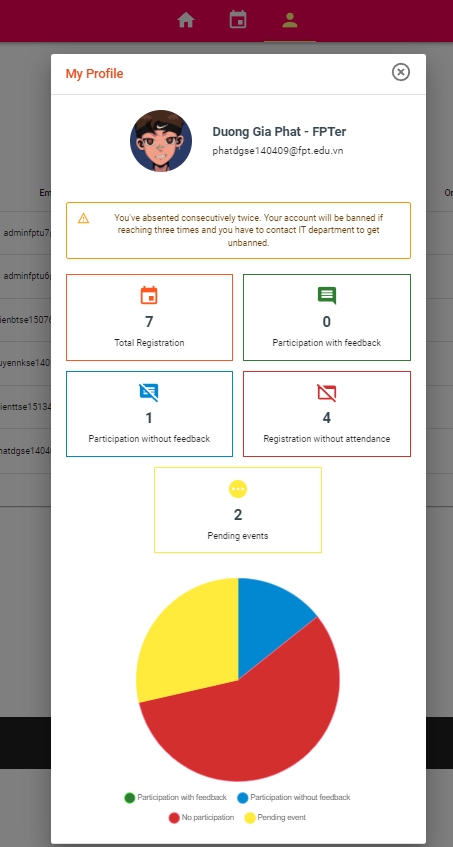 My Profile
Duong Gia Phat - FPTer
phatdgse140409@fpt.edu.vn
You've absented consecutively twice. Your account will be banned if
reaching three times and you have to contact IT department to get
unbanned.
7
Total Registration
0
Participation with feedback
1
Participation without feedback
4
Registration without attendance
2
Pending events
Participation with feedback
Participation without feedback
No participation
Pending event
Em
Or
adminfptu7
adminfptu6
ienbtse1507
uyennkse140
ienttse15134
hatdgse1404